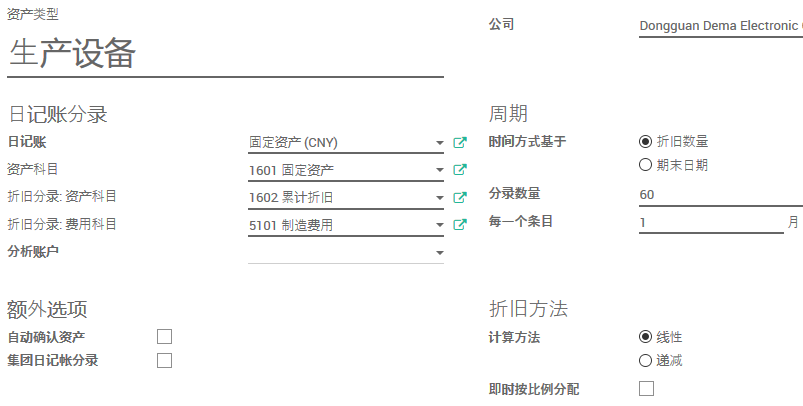 资产类型
生产设备
公司
Dongguan Dema Electronic
日记账分录
日记账
固定资产 (CNY)
资产科目
1601 固定资产
折旧分录: 资产科目
1602 累计折旧
折旧分录: 费用科目
5101 制造费用
分析账户
周期
时间方式基于
折旧数量
期末日期
分录数量
60
每一个条目
1
月
额外选项
自动确认资产
集团日记帐分录
折旧方法
计算方法
线性
递减
即时按比例分配